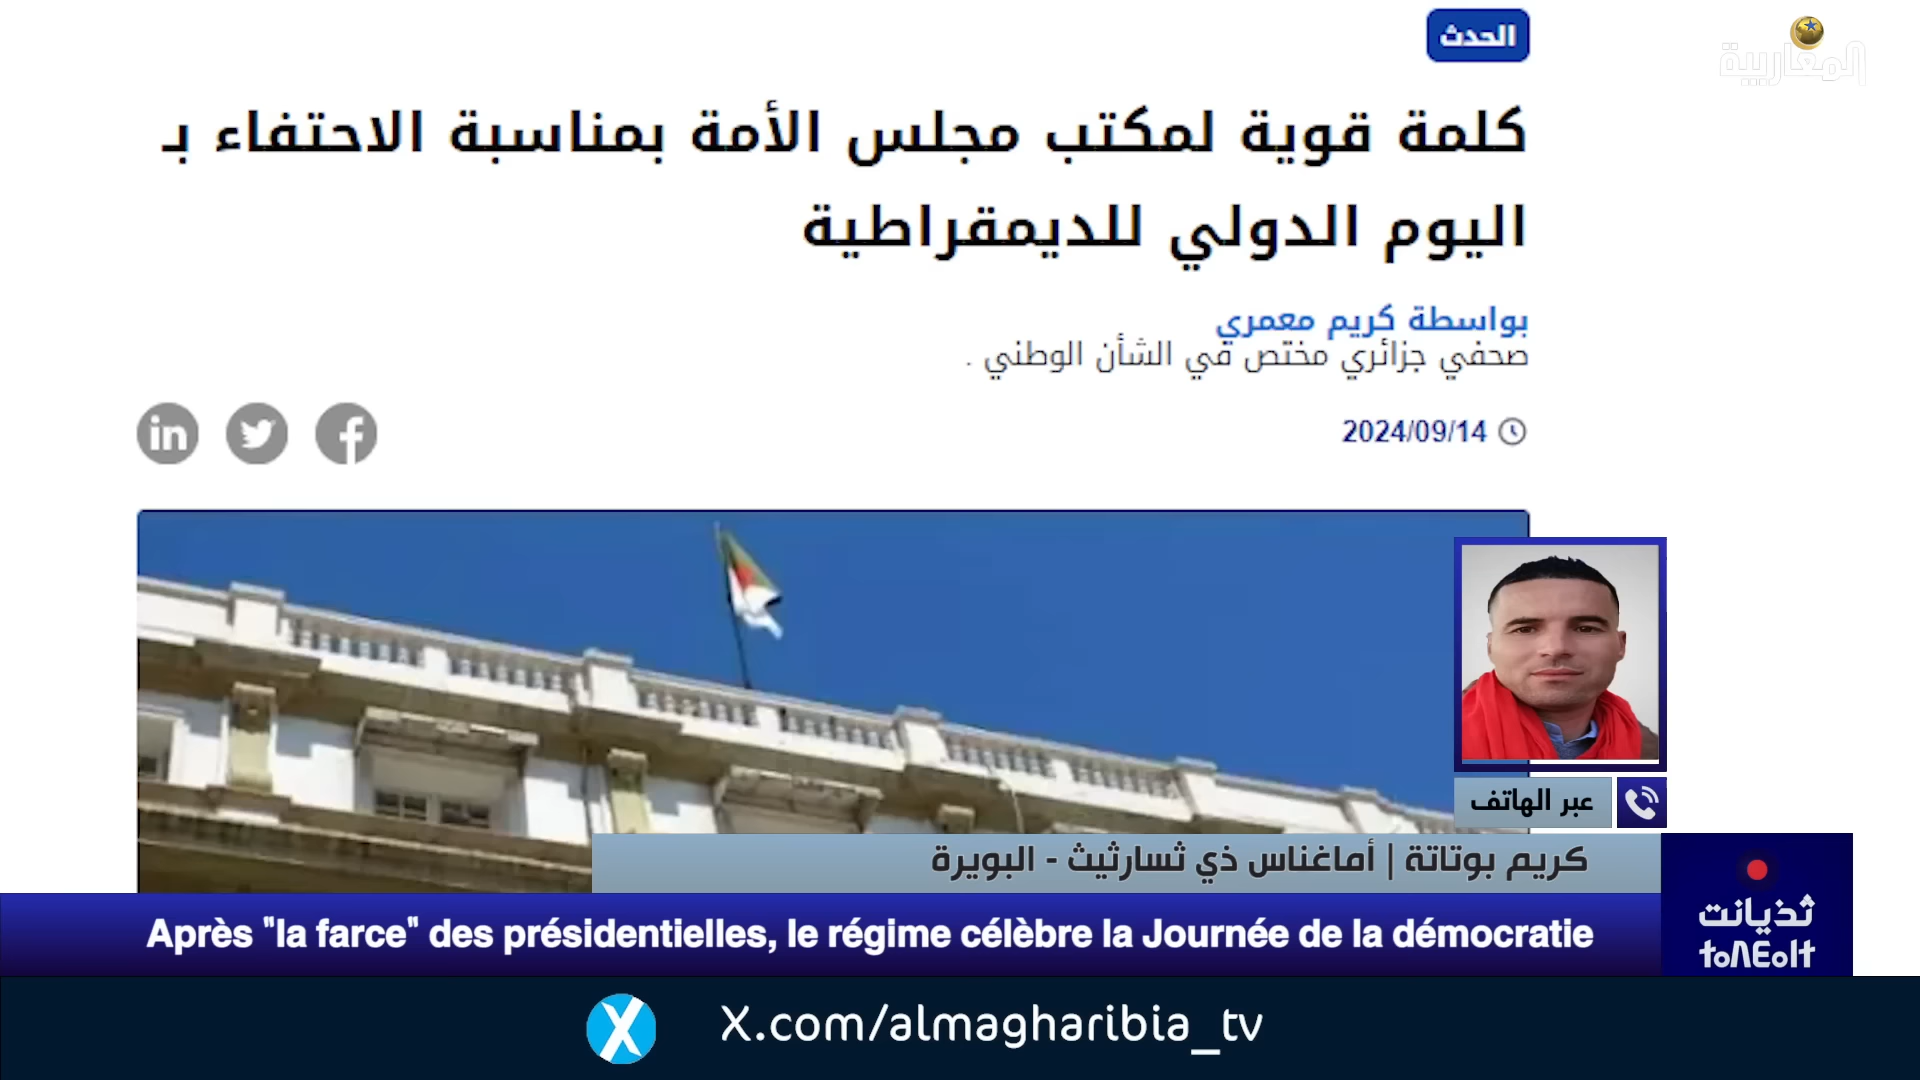 الحدث
المغاربية
كلمة قوية لمكتب مجلس الأمة بمناسبة الاحتفاء بـ
اليوم الدولي للديمقراطية
بواسطة كريم معمري
صحفي جزائري مختص في الشأن الوطني .
2024/09/14
عبر الهاتف
كريم بوتاتة | أماغناس ذي ثسارثيث - البويرة
Après "la farce" des présidentielles, le régime célèbre la Journée de la démocratie
ثذيانت
X.com/almagharibia_tv